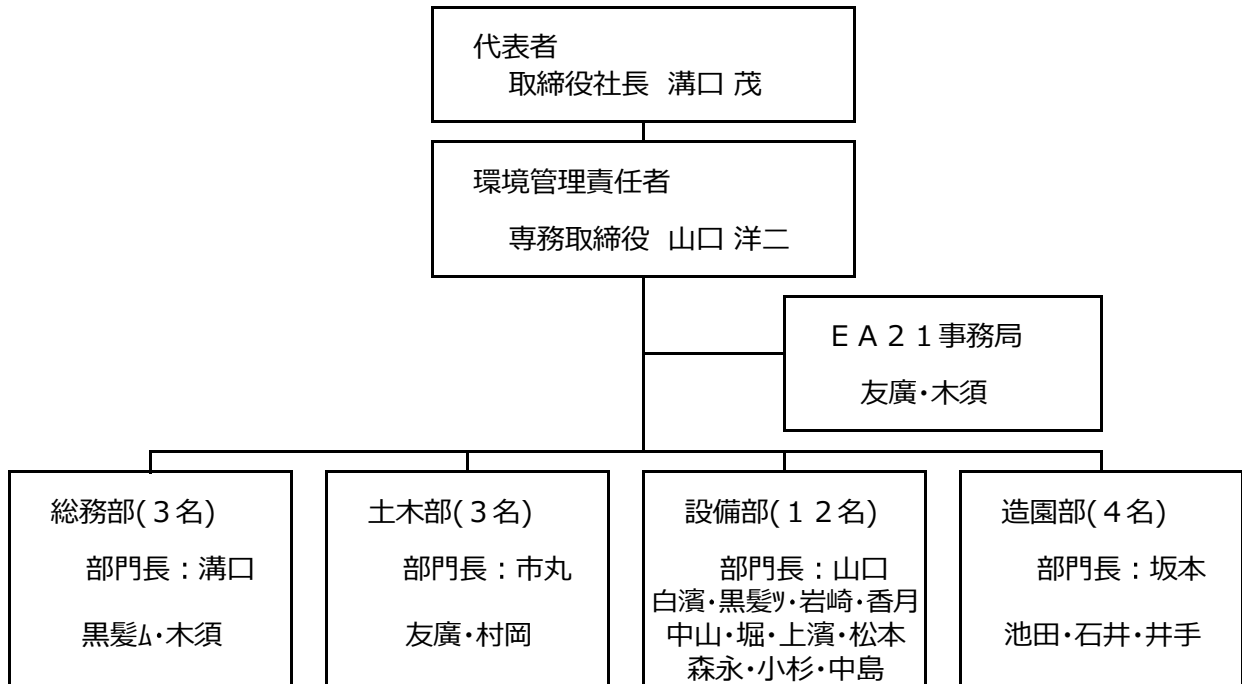 代表者
取締役社長 溝口 茂
環境管理責任者
専務取締役 山口 洋二
ＥＡ２１事務局
友廣・木須
総務部(３名)
部門長：溝口
黒髪ﾑ・木須
土木部(３名)
部門長：市丸
友廣・村岡
設備部(１２名)
部門長：山口
白濱・黒髪ﾂ・岩崎・香月
中山・堀・上濱・松本
森永・小杉・中島
造園部(４名)
部門長：坂本
池田・石井・井手